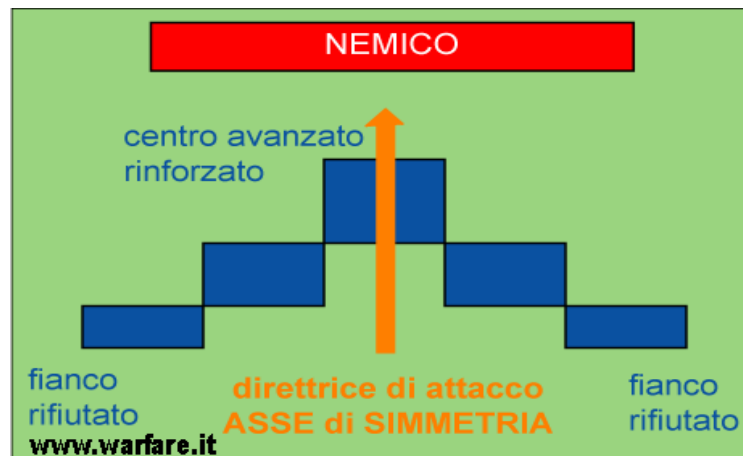 NEMICO
centro avanzato
rinforzato
fianco
rifiutato
direttrice di attacco
ASSE di SIMMETRIA
fianco
rifiutato
www.warfare.it